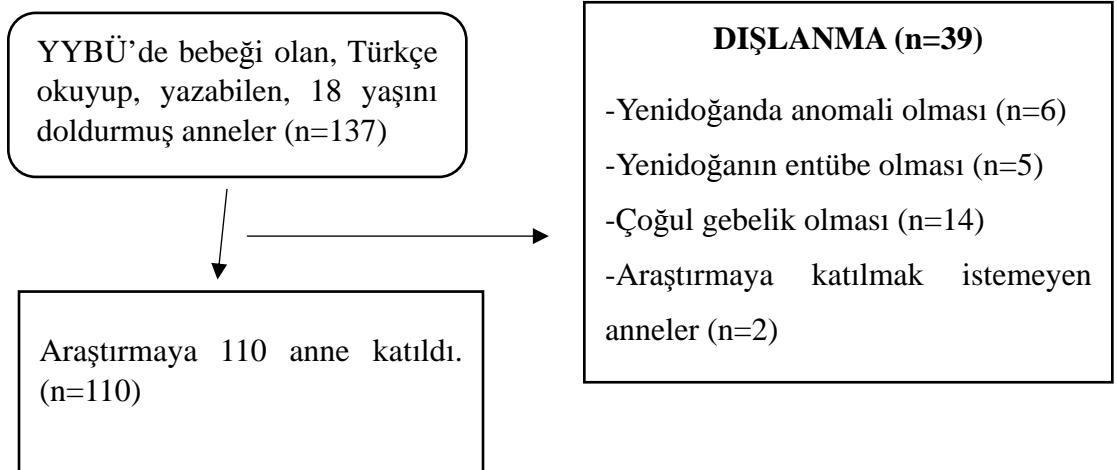 YYBÜ’de bebeği olan, Türkçe
okuyup, yazabilen, 18 yaşını
doldurmuş anneler (n=137)
DIŞLANMA (n=39)
-Yenidoğanda anomali olması (n=6)
-Yenidoğanın entübe olması (n=5)
-Çoğul gebelik olması (n=14)
-Araştırmaya katılmak istemeyen
anneler (n=2)
Araştırmaya 110 anne katıldı.
(n=110)